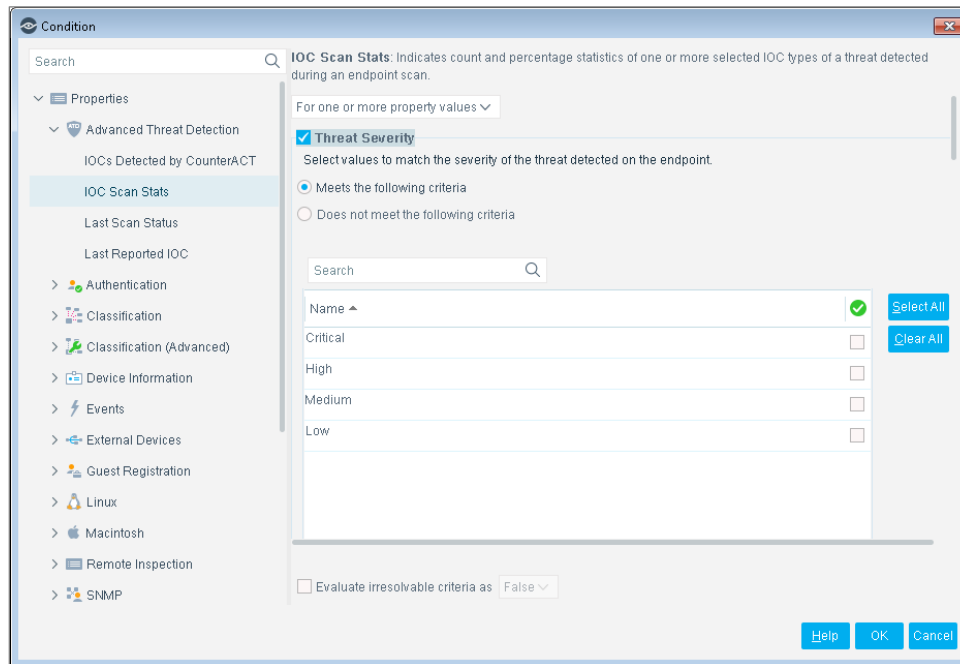 Condition
Search
Properties
ATD
Advanced Threat Detection
IOCs Detected by CounterACT
IOC Scan Stats
Last Scan Status
Last Reported IOC
Authentication
Classification
Classification (Advanced)
Device Information
Events
External Devices
Guest Registration
Linux
Macintosh
Remote Inspection
SNMP
IOC Scan Stats: Indicates count and percentage statistics of one or more selected IOC types of a threat detected
during an endpoint scan.
For one or more property values
Threat Severity
Select values to match the severity of the threat detected on the endpoint.
Meets the following criteria
Does not meet the following criteria
Search
Name
Critical
High
Medium
Low
Select All
Clear All
Evaluate irresolvable criteria as False
Help OK Cancel